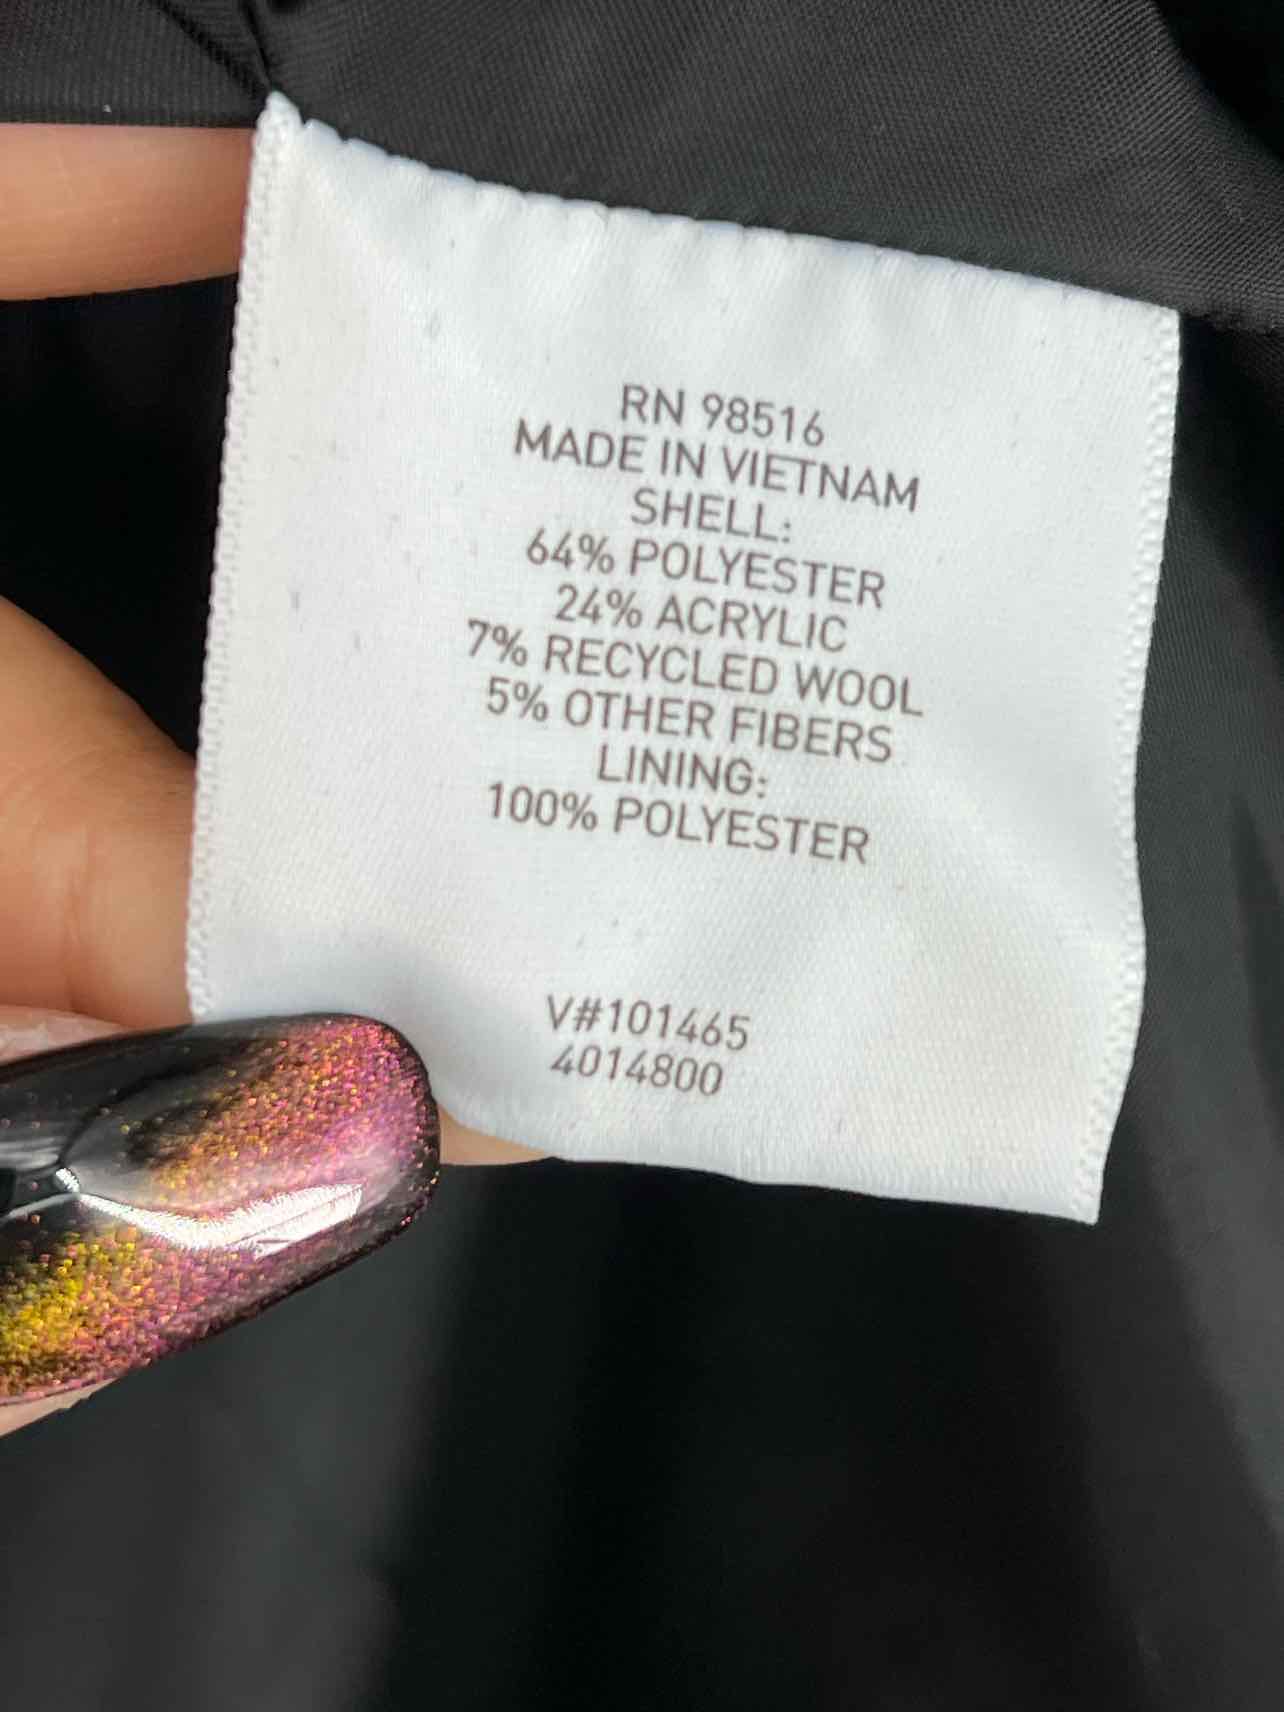 RN 98516
MADE IN VIETNAM
SHELL:
64% POLYESTER
24% ACRYLIC
7% RECYCLED WOOL
5% OTHER FIBERS
LINING:
100% POLYESTER
V#101465
4014800